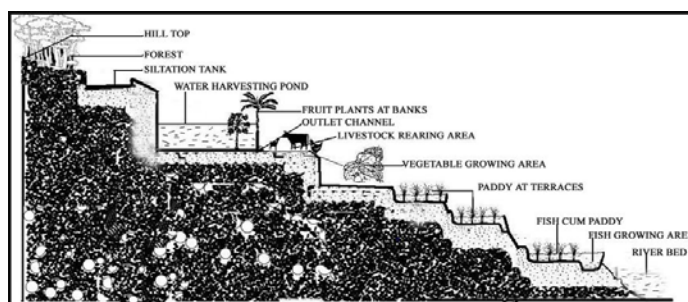 HILL TOP
FOREST
SILTATION TANK
WATER HARVESTING POND
FRUIT PLANTS AT BANKS
OUTLET CHANNEL
LIVESTOCK REARING AREA
VEGETABLE GROWING AREA
PADDY AT TERRACES
FISH CUM PADDY
FISH GROWING AREA
RIVER BED